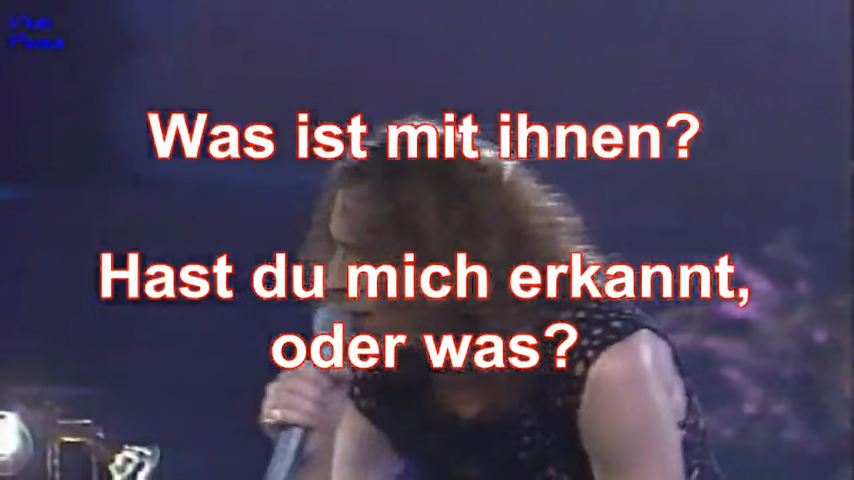 Was ist mit ihnen?
Hast du mich erkannt,
oder was?